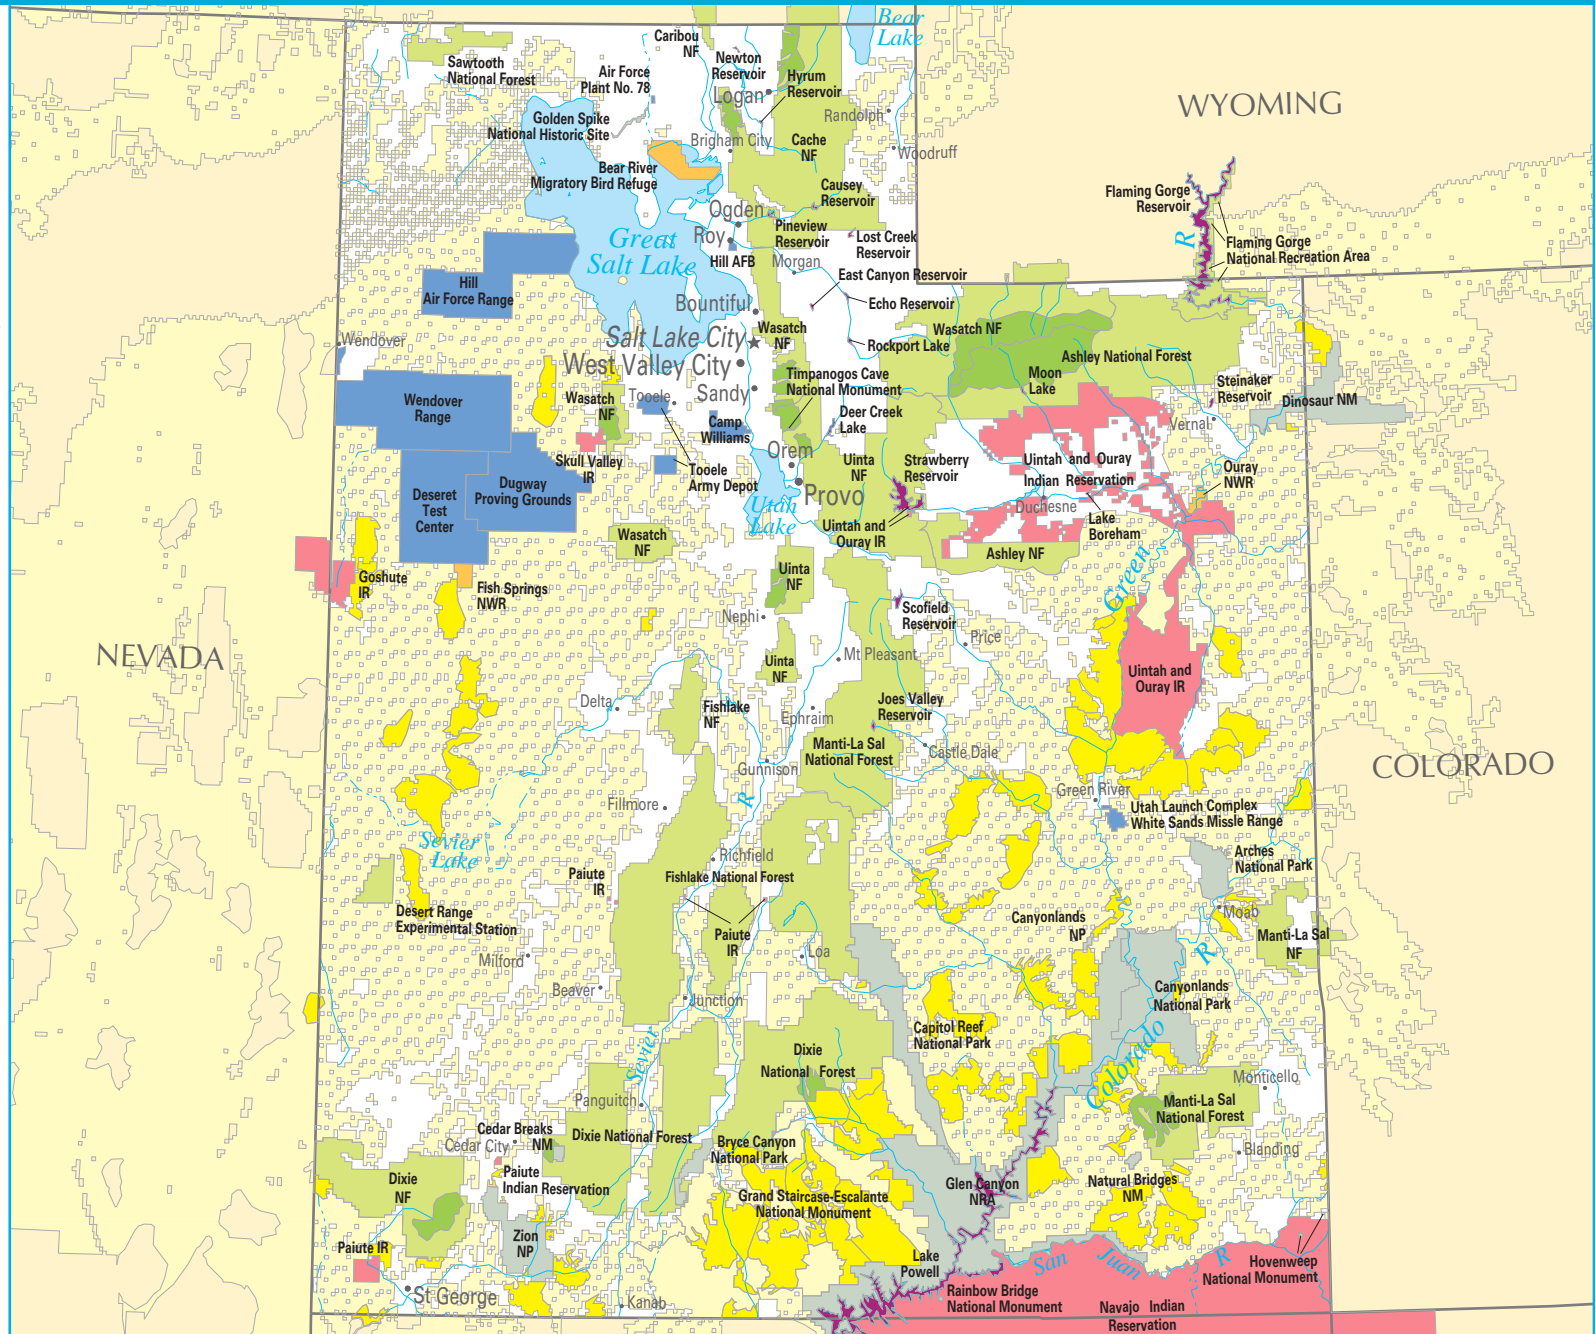 Bear
Lake
Caribou
NF
Newton
Reservoir
Sawtooth
National Forest
Air Force
Plant No. 78
Hyrum
Reservoir
Logan
WYOMING
Golden Spike
National Historic Site
Randolph
Brigham City
Cache
NF
Woodruff
Bear River
Migratory Bird Refuge
Causey
Reservoir
Flaming Gorge
Reservoir
Ogden
Pineview
Reservoir
Roy
Lost Creek
Reservoir
R
Flaming Gorge
National Recreation Area
Great
Salt Lake
Hill AFB
Morgan
East Canyon Reservoir
Hill
Air Force Range
Bountiful
Echo Reservoir
Wendover
Salt Lake City
Wasatch
NF
Wasatch NF
Rockport Lake
Ashley National Forest
West Valley City
Timpanogos Cave
National Monument
Moon
Lake
Steinaker
Reservoir
Wendover
Range
Wasatch
NF
Tooele
Sandy
Dinosaur NM
Deer Creek
Lake
Camp
Williams
Vernal
Skull Valley
IR
Orem
Uinta
NF
Strawberry
Reservoir
Uintah and Ouray
Indian Reservation
Ouray
NWR
Tooele
Army Depot
Deseret
Test
Center
Dugway
Proving Grounds
Provo
Utah
Lake
Duchesne
Uintah and
Ouray IR
Lake
Boreham
Wasatch
NF
Ashley NF
Goshute
IR
Fish Springs
NWR
Uinta
NF
Green
Scofield
Reservoir
Nephi
Price
NEVADA
Mt Pleasant
Uinta
NF
Uintah and
Ouray IR
Delta
Fishlake
NF
Ephraim
Joes Valley
Reservoir
Manti-La Sal
National Forest
Castle Dale
Gunnison
COLORADO
Green River
R
Fillmore
Utah Launch Complex
White Sands Missle Range
Sevier
Lake
Richfield
Arches
National Park
Paiute
IR
Fishlake National Forest
Desert Range
Experimental Station
Canyonlands
NP
Moab
Paiute
IR
Manti-La Sal
NF
Loa
R
Milford
Beaver
Junction
Canyonlands
National Park
Capitol Reef
National Park
Sevier
Dixie
National Forest
Colorado
Monticello
Panguitch
Manti-La Sal
National Forest
Cedar Breaks
NM
Cedar City
Dixie National Forest
Bryce Canyon
National Park
Blanding
Paiute
Indian Reservation
Dixie
NF
Glen Canyon
NRA
Natural Bridges
NM
Grand Staircase-Escalante
National Monument
Zion
NP
Paiute IR
Lake
Powell
San
Juan
R
Hovenweep
National Monument
St George
Kanab
Rainbow Bridge
National Monument
Navajo Indian
Reservation